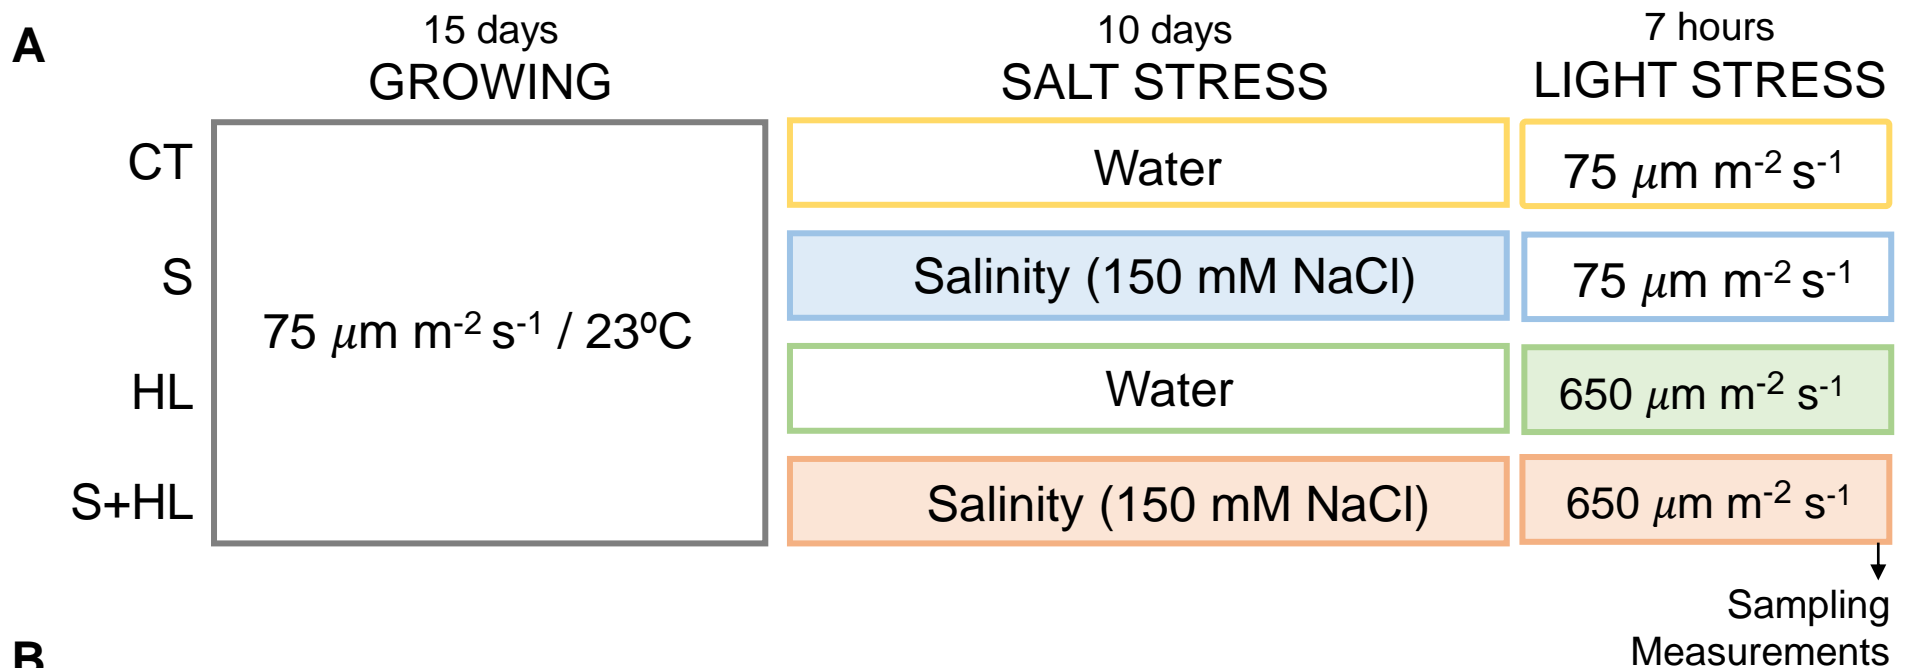 A
15 days
GROWING
10 days
SALT STRESS
7 hours
LIGHT STRESS
CT
S
HL
S+HL
75 μm m⁻² s⁻¹ / 23ºC
Water
75 μm m⁻² s⁻¹
Salinity (150 mM NaCl)
75 μm m⁻² s⁻¹
Water
650 μm m⁻² s⁻¹
Salinity (150 mM NaCl)
650 μm m⁻² s⁻¹
Sampling
Measurements
B